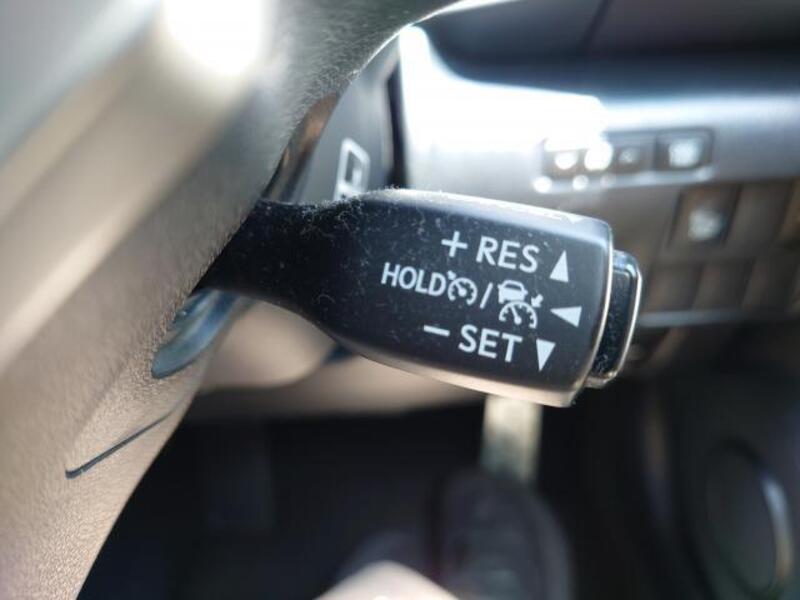 + RES ▲
HOLD / ◀
− SET ▼